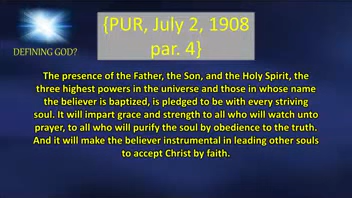 {PUR, July 2, 1908
par. 4}
DEFINING GOD?
The presence of the Father, the Son, and the Holy Spirit, the
three highest powers in the universe and those in whose name
the believer is baptized, is pledged to be with every striving
soul. It will impart grace and strength to all who will watch unto
prayer, to all who will purify the soul by obedience to the truth.
And it will make the believer instrumental in leading other souls
to accept Christ by faith.